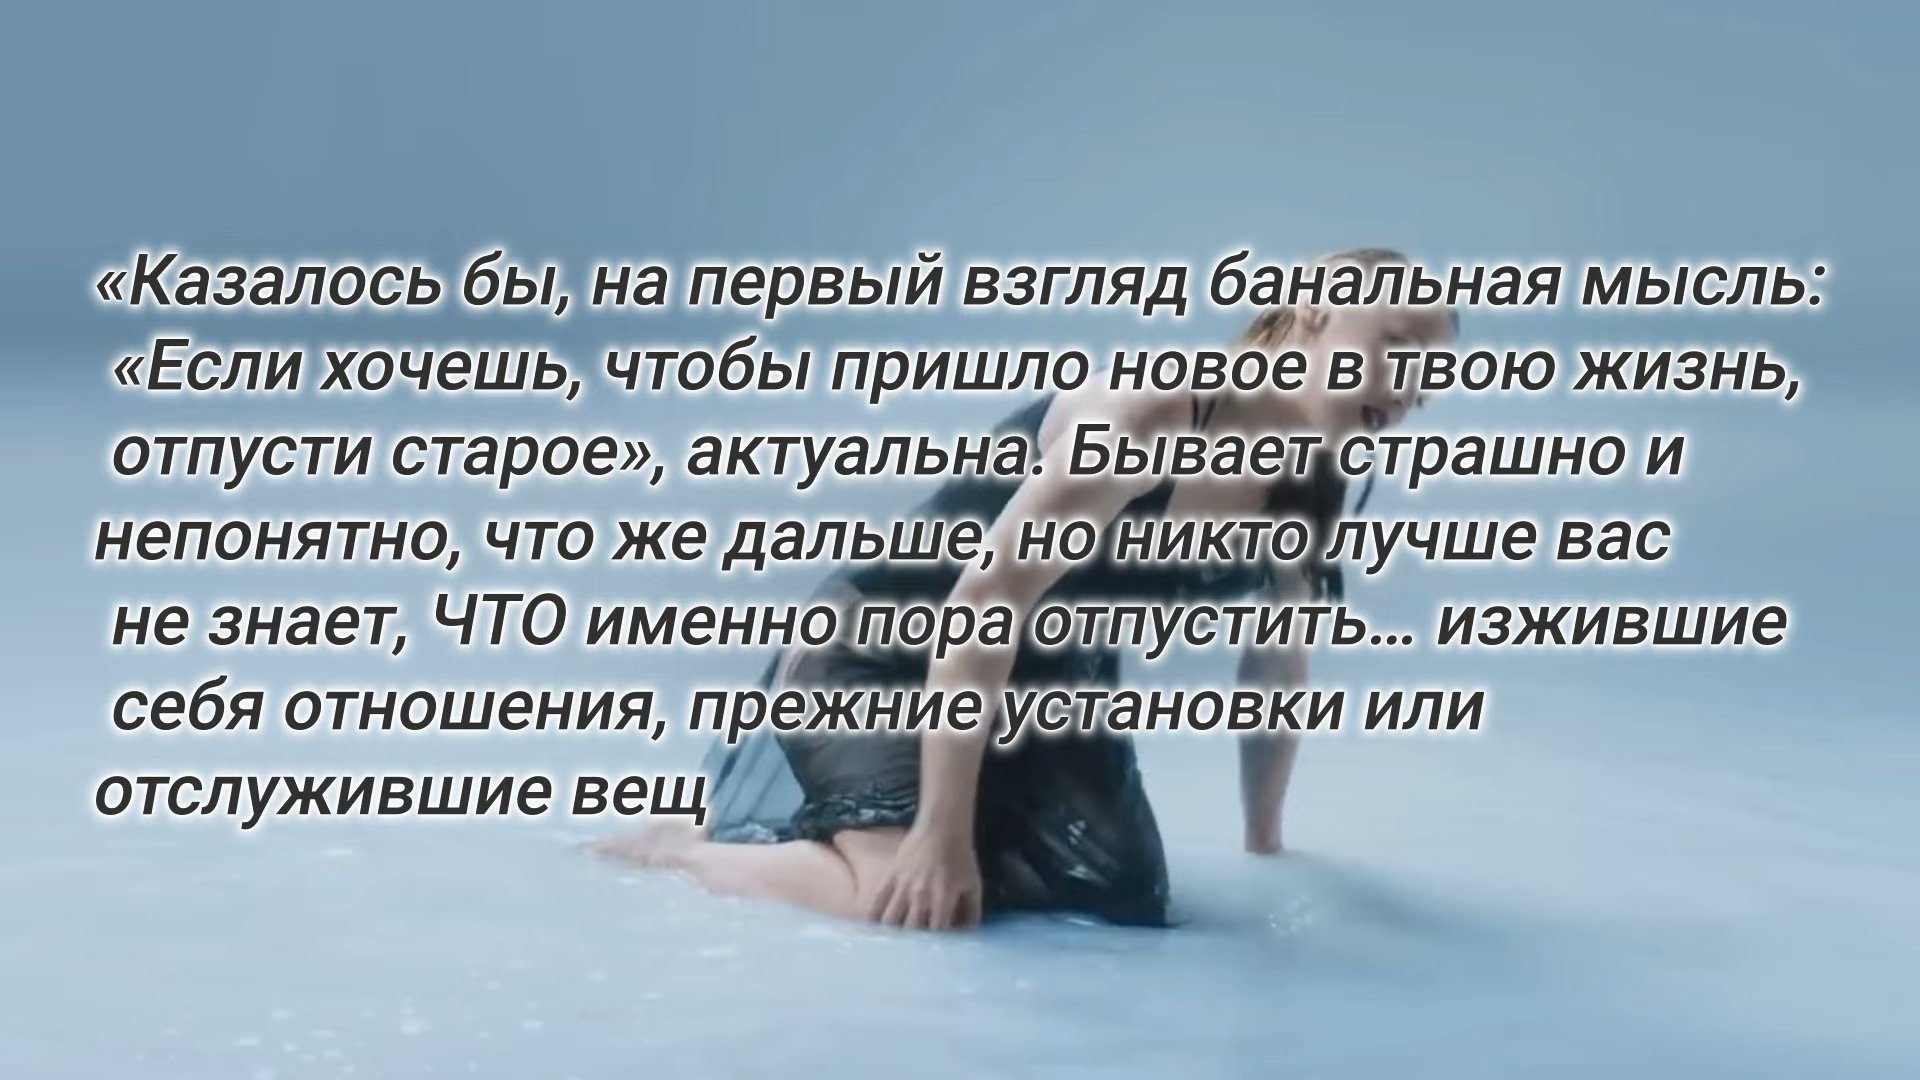 «Казалось бы, на первый взгляд банальная мысль:
«Если хочешь, чтобы пришло новое в твою жизнь,
отпусти старое», актуальна. Бывает страшно и
непонятно, что же дальше, но никто лучше вас
не знает, ЧТО именно пора отпустить… изжившие
себя отношения, прежние установки или
отслужившие вещ